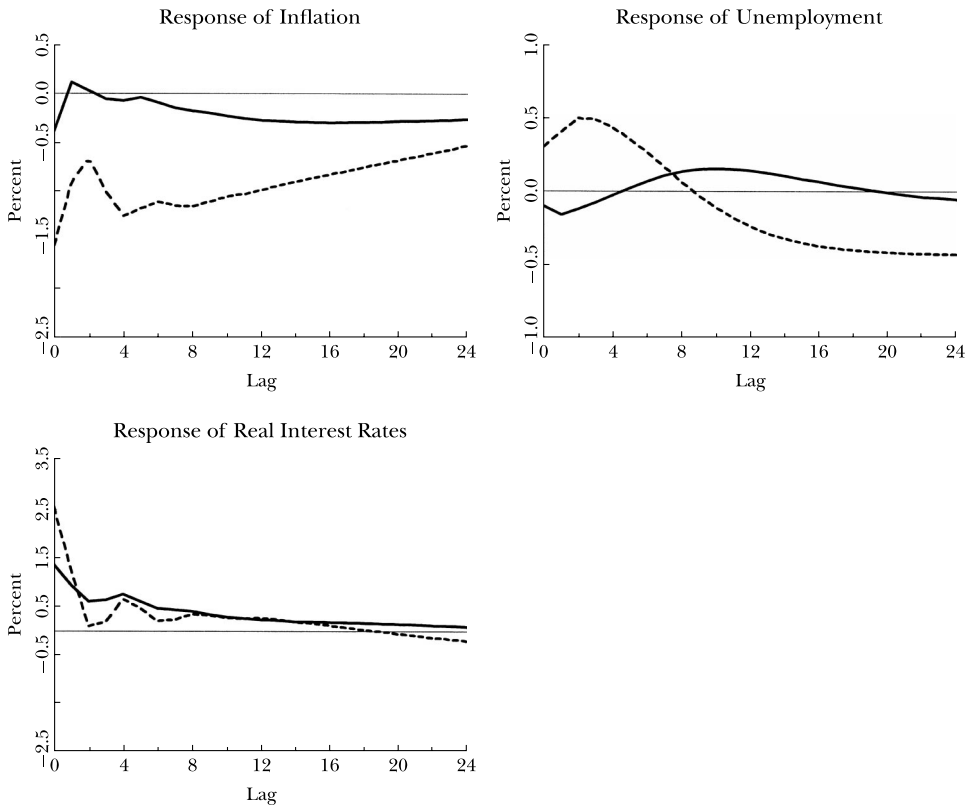 Response of Inflation
0.5
0.0
−0.5
−1.5
−2.5
Percent
0 4 8 12 16 20 24
Lag
Response of Unemployment
1.0
0.5
0.0
−0.5
−1.0
Percent
0 4 8 12 16 20 24
Lag
Response of Real Interest Rates
3.5
2.5
1.5
0.5
−0.5
−2.5
Percent
0 4 8 12 16 20 24
Lag